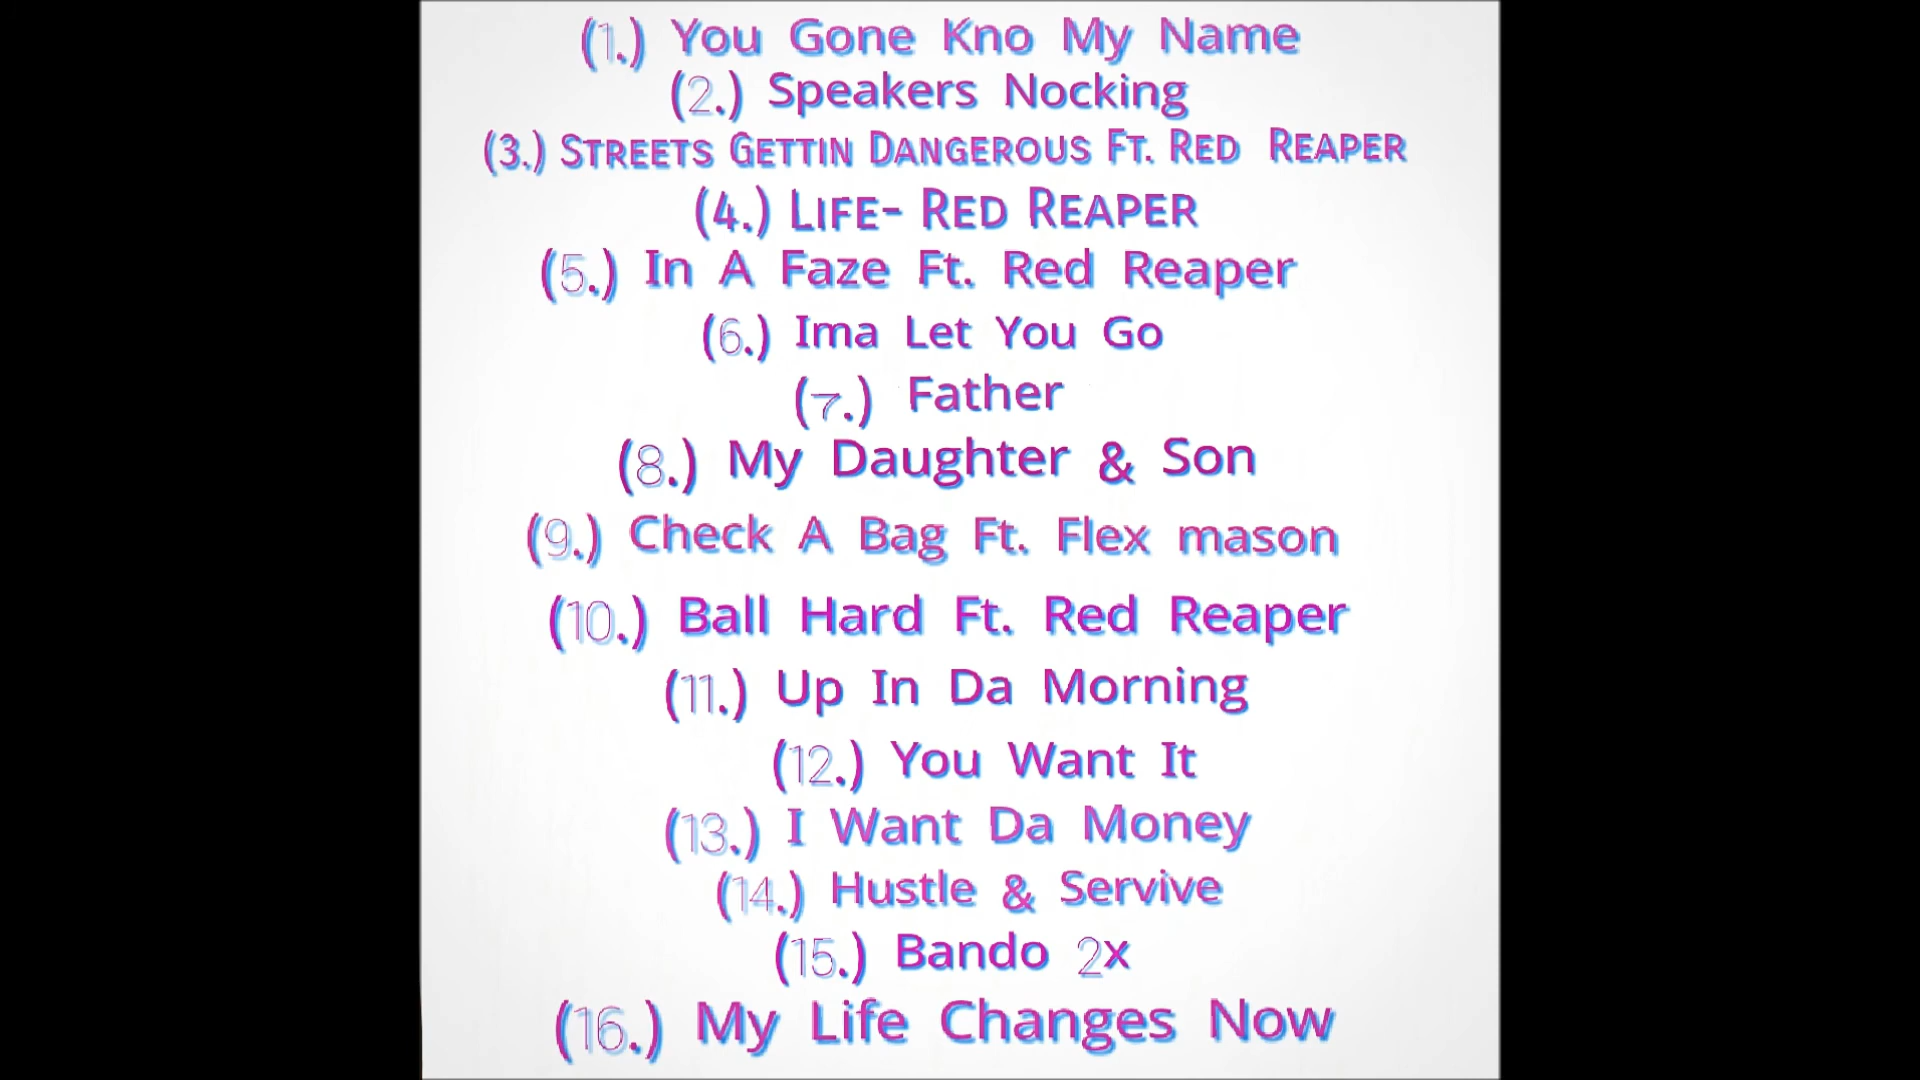 (1.) You Gone Kno My Name
(2.) Speakers Nocking
(3.) Streets Gettin Dangerous Ft. Red Reaper
(4.) Life- Red Reaper
(5.) In A Faze Ft. Red Reaper
(6.) Ima Let You Go
(7.) Father
(8.) My Daughter & Son
(9.) Check A Bag Ft. Flex mason
(10.) Ball Hard Ft. Red Reaper
(11.) Up In Da Morning
(12.) You Want It
(13.) I Want Da Money
(14.) Hustle & Servive
(15.) Bando 2x
(16.) My Life Changes Now